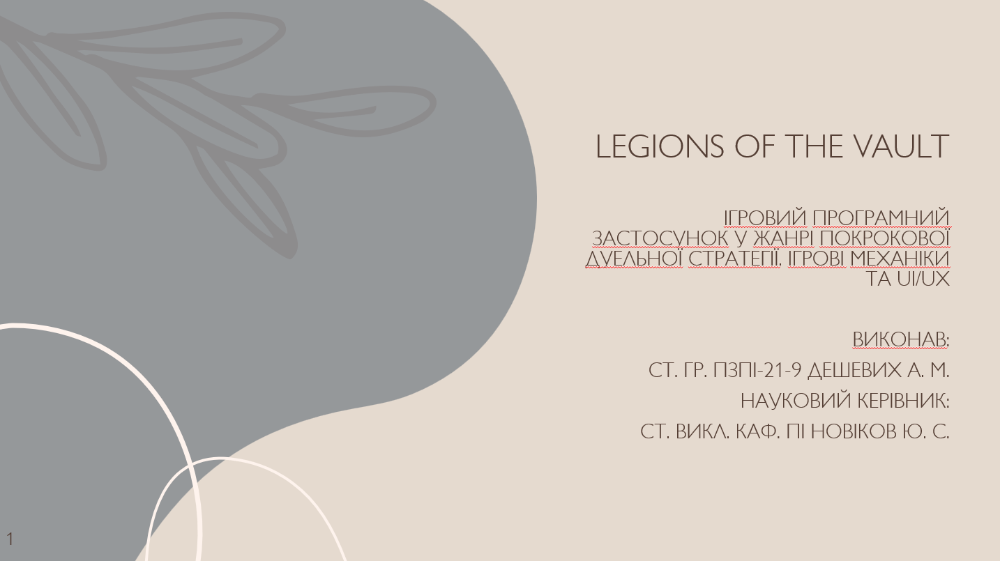 LEGIONS OF THE VAULT
ІГРОВИЙ ПРОГРАМНИЙ
ЗАСТОСУНОК У ЖАНРІ ПОКРОКОВОЇ
ДУЕЛЬНОЇ СТРАТЕГІЇ. ІГРОВІ МЕХАНІКИ
ТА UI/UX
ВИКОНАВ:
СТ. ГР. ПЗПІ-21-9 ДЕШЕВИХ А. М.
НАУКОВИЙ КЕРІВНИК:
СТ. ВИКЛ. КАФ. ПІ НОВІКОВ Ю. С.
1